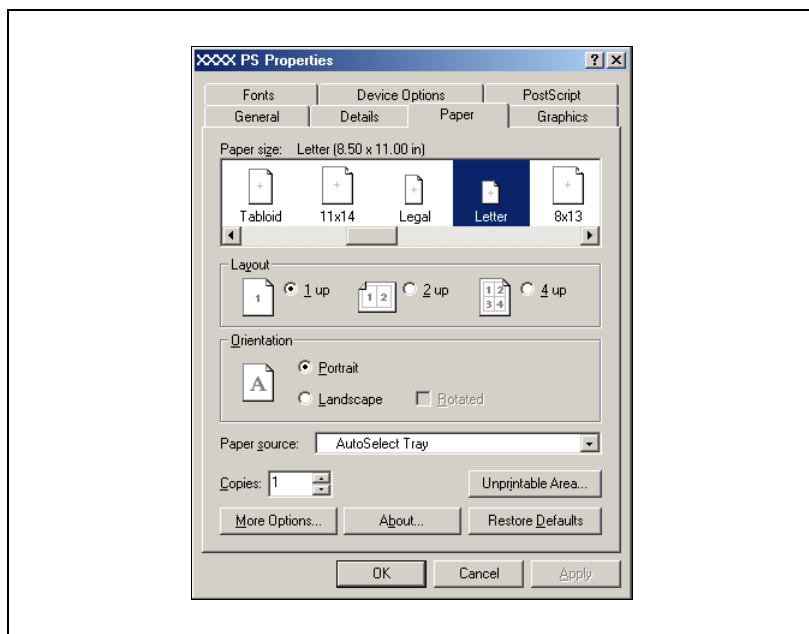 XXXX PS Properties
Fonts Device Options PostScript
General Details Paper Graphics
Paper size: Letter (8.50 x 11.00 in)
Tabloid 11x14 Legal Letter 8x13
Layout
1 1 up 1 2 2 up 1 2 3 4 4 up
Orientation
A Portrait
Landscape Rotated
Paper source: AutoSelect Tray
Copies: 1 Unprintable Area...
More Options... About... Restore Defaults
OK Cancel Apply